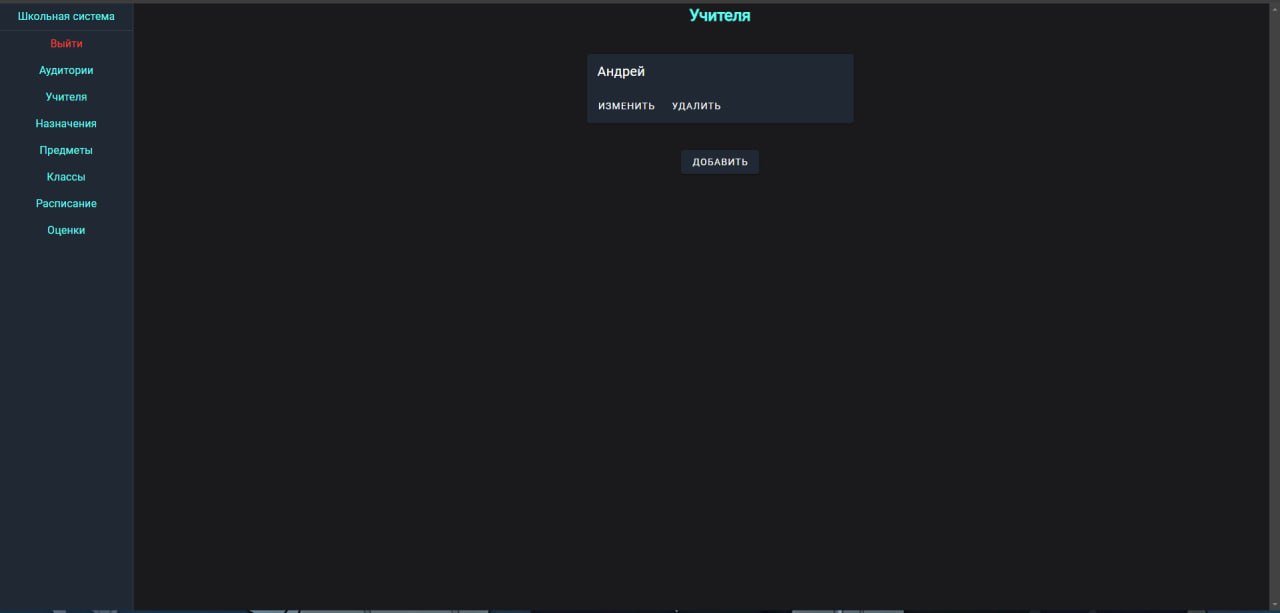 Школьная система
Выйти
Аудитории
Учителя
Назначения
Предметы
Классы
Расписание
Оценки
Учителя
Андрей
ИЗМЕНИТЬ УДАЛИТЬ
ДОБАВИТЬ